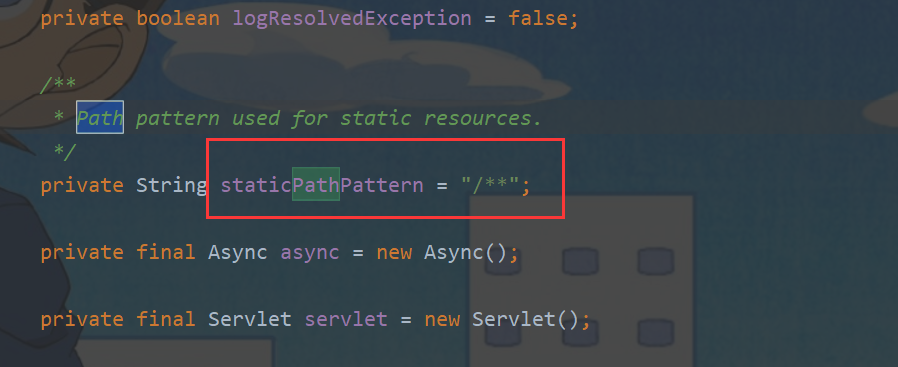 private boolean logResolvedException = false;
/**
* Path pattern used for static resources.
*/
private String staticPathPattern = "/**";
private final Async async = new Async();
private final Servlet servlet = new Servlet();